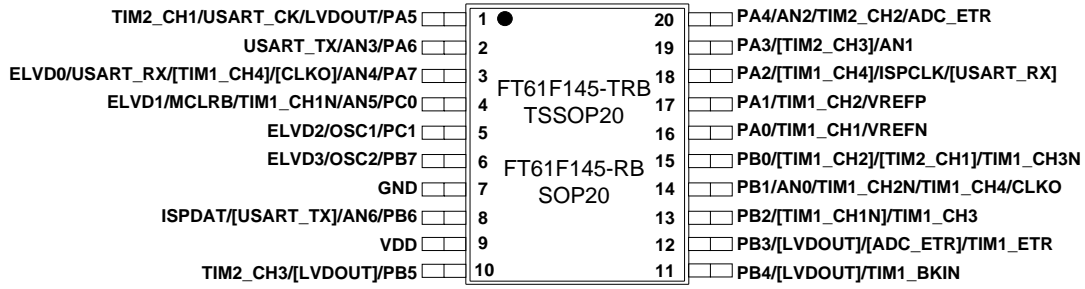 TIM2_CH1/USART_CK/LVDOUT/PA5 1 20 PA4/AN2/TIM2_CH2/ADC_ETR
USART_TX/AN3/PA6 2 19 PA3/[TIM2_CH3]/AN1
ELVD0/USART_RX/[TIM1_CH4]/[CLKO]/AN4/PA7 3 18 PA2/[TIM1_CH4]/ISPCLK/[USART_RX]
FT61F145-TRB
ELVD1/MCLRB/TIM1_CH1N/AN5/PC0 4 17 PA1/TIM1_CH2/VREFP
TSSOP20
ELVD2/OSC1/PC1 5 16 PA0/TIM1_CH1/VREFN
ELVD3/OSC2/PB7 6 15 PB0/[TIM1_CH2]/[TIM2_CH1]/TIM1_CH3N
FT61F145-RB
GND 7 14 PB1/AN0/TIM1_CH2N/TIM1_CH4/CLKO
SOP20
ISPDAT/[USART_TX]/AN6/PB6 8 13 PB2/[TIM1_CH1N]/TIM1_CH3
VDD 9 12 PB3/[LVDOUT]/[ADC_ETR]/TIM1_ETR
TIM2_CH3/[LVDOUT]/PB5 10 11 PB4/[LVDOUT]/TIM1_BKIN